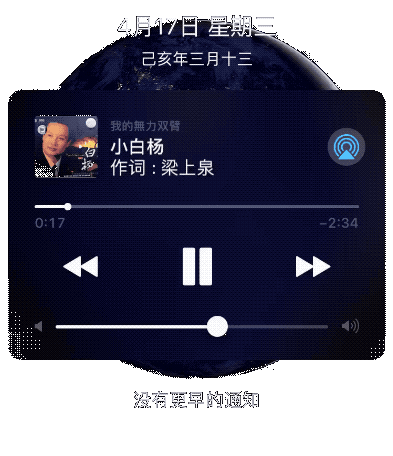 4月17日 星期三
己亥年三月十三
我的無力双臂
小白杨
作词 : 梁上泉
0:17
−2:34
没有更早的通知